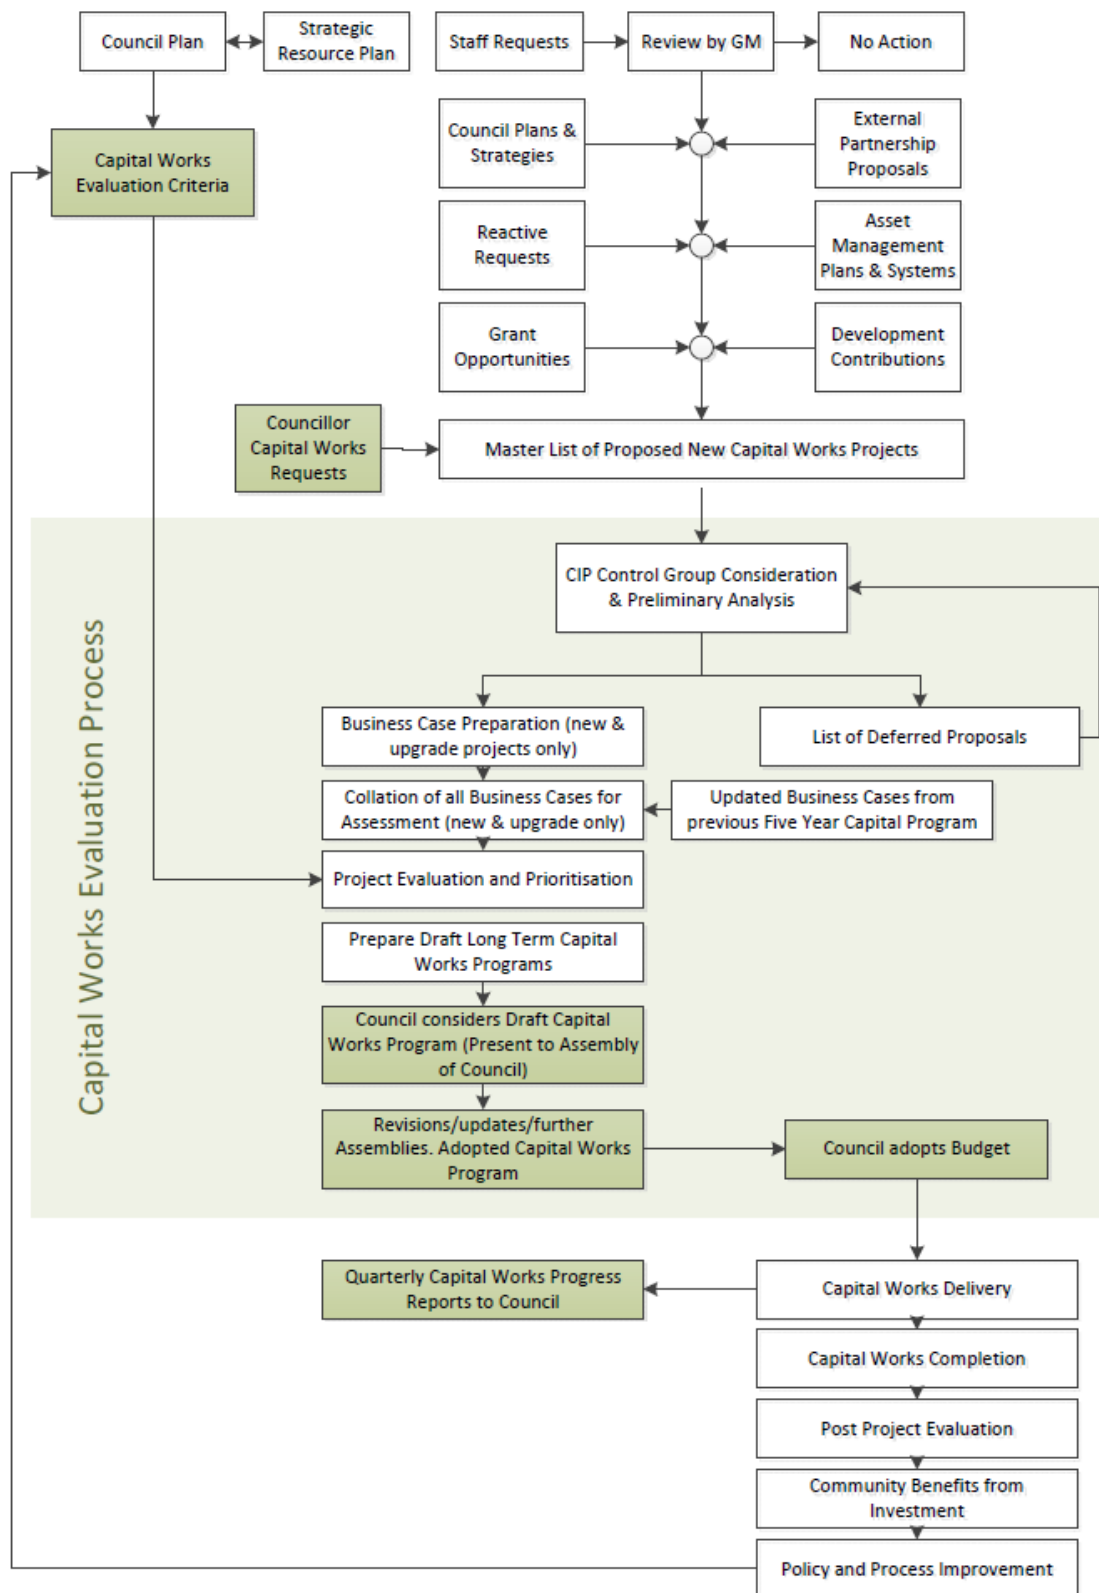 Council Plan
Strategic
Resource Plan
Staff Requests
Review by GM
No Action
Council Plans &
Strategies
External
Partnership
Proposals
Capital Works
Evaluation Criteria
Reactive
Requests
Asset
Management
Plans & Systems
Grant
Opportunities
Development
Contributions
Councillor
Capital Works
Requests
Master List of Proposed New Capital Works Projects
Capital Works Evaluation Process
CIP Control Group Consideration
& Preliminary Analysis
Business Case Preparation (new &
upgrade projects only)
List of Deferred Proposals
Collation of all Business Cases for
Assessment (new & upgrade only)
Updated Business Cases from
previous Five Year Capital Program
Project Evaluation and Prioritisation
Prepare Draft Long Term Capital
Works Programs
Council considers Draft Capital
Works Program (Present to Assembly
of Council)
Revisions/updates/further
Assemblies. Adopted Capital Works
Program
Council adopts Budget
Quarterly Capital Works Progress
Reports to Council
Capital Works Delivery
Capital Works Completion
Post Project Evaluation
Community Benefits from
Investment
Policy and Process Improvement